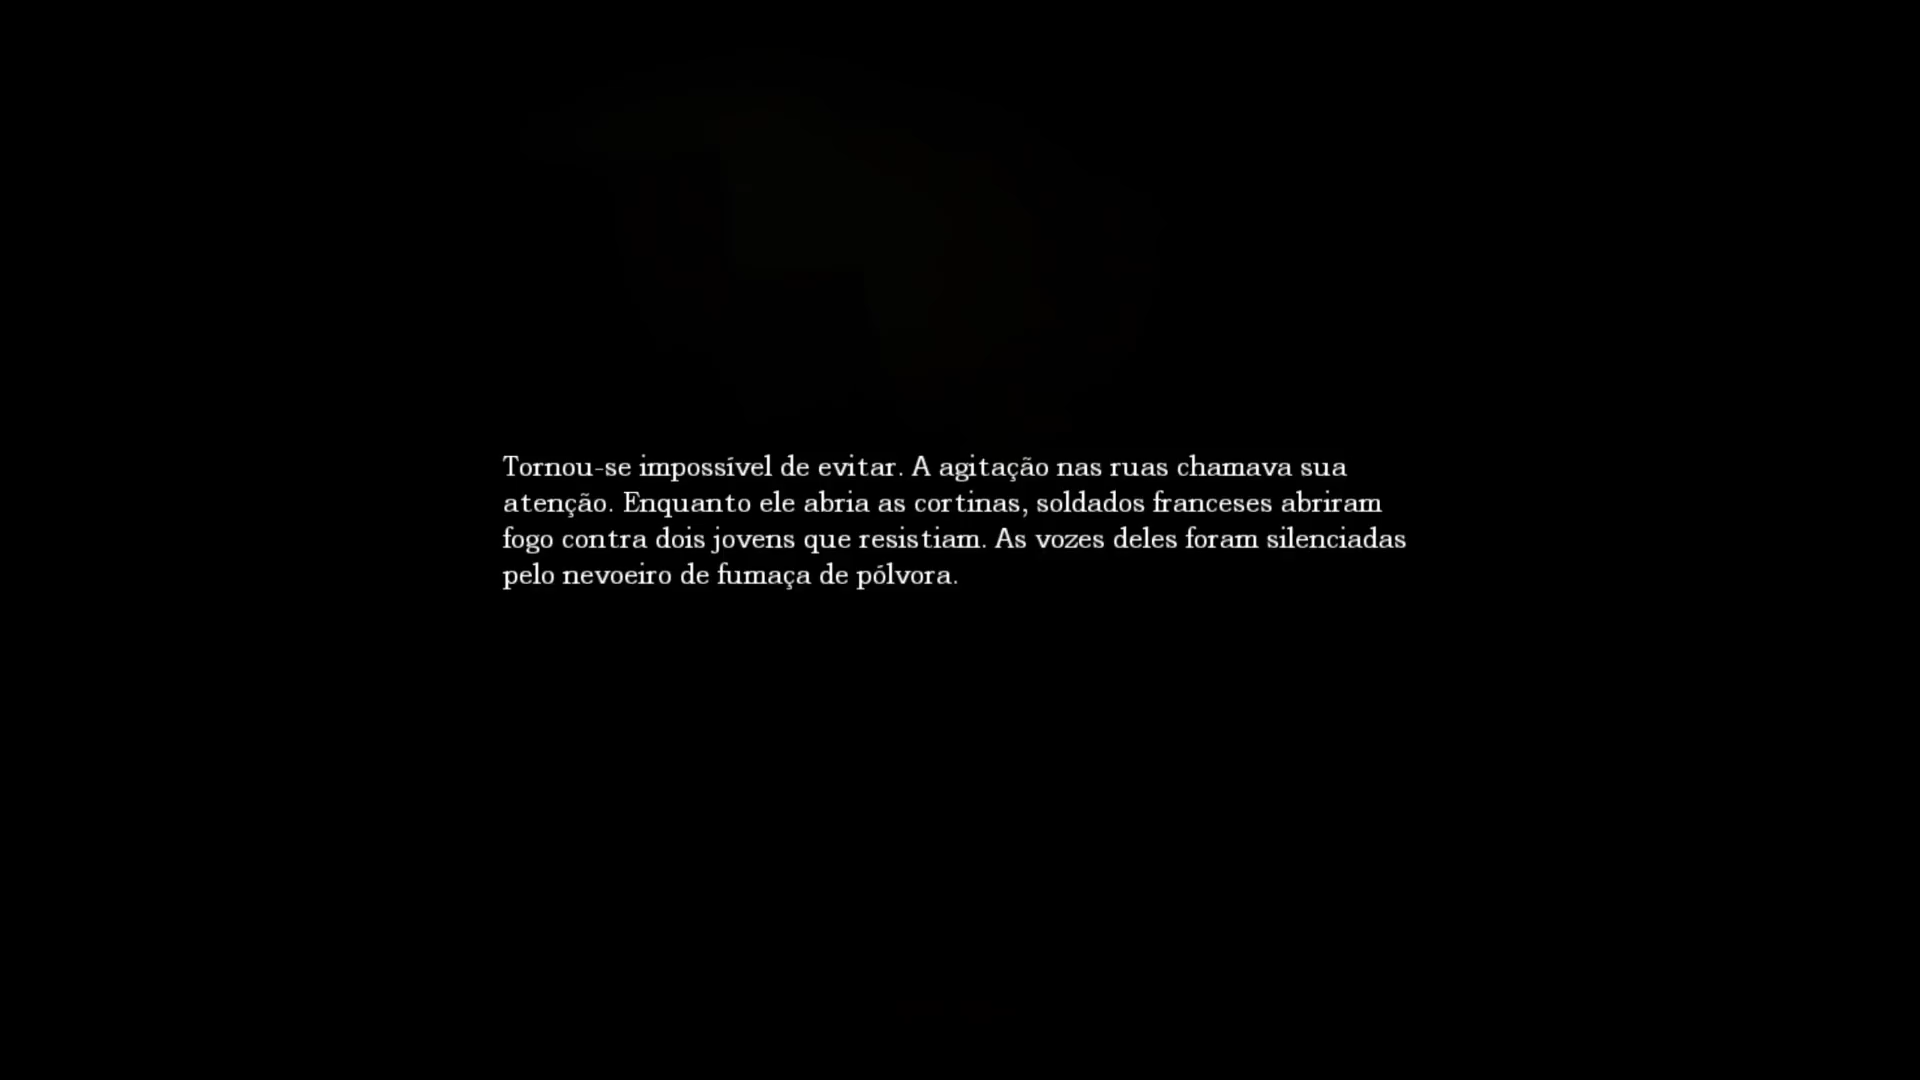 Tornou-se impossível de evitar. A agitação nas ruas chamava sua
atenção. Enquanto ele abria as cortinas, soldados franceses abriram
fogo contra dois jovens que resistiam. As vozes deles foram silenciadas
pelo nevoeiro de fumaça de pólvora.